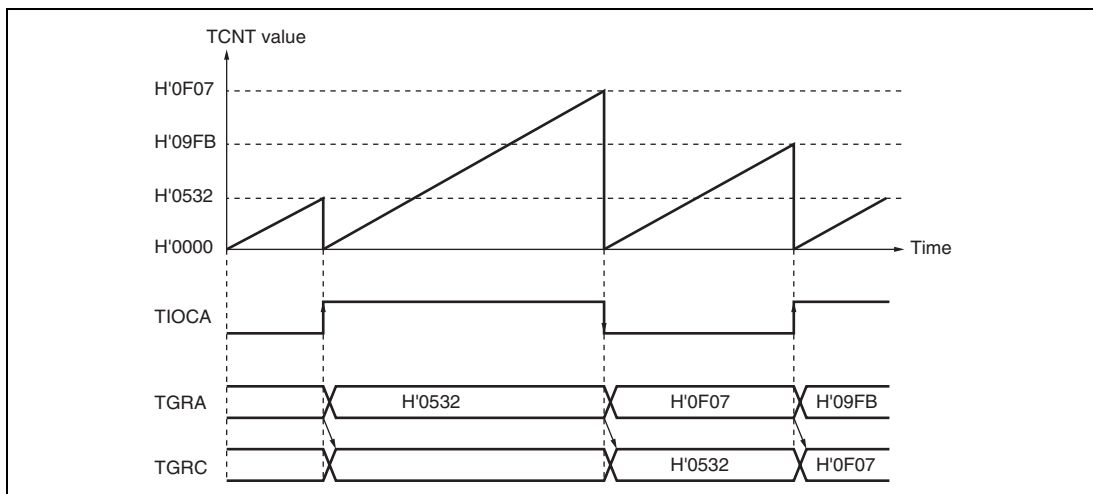 TCNT value
H'0F07
H'09FB
H'0532
H'0000
Time
TIOCA
TGRA
H'0532
H'0F07
H'09FB
TGRC
H'0532
H'0F07